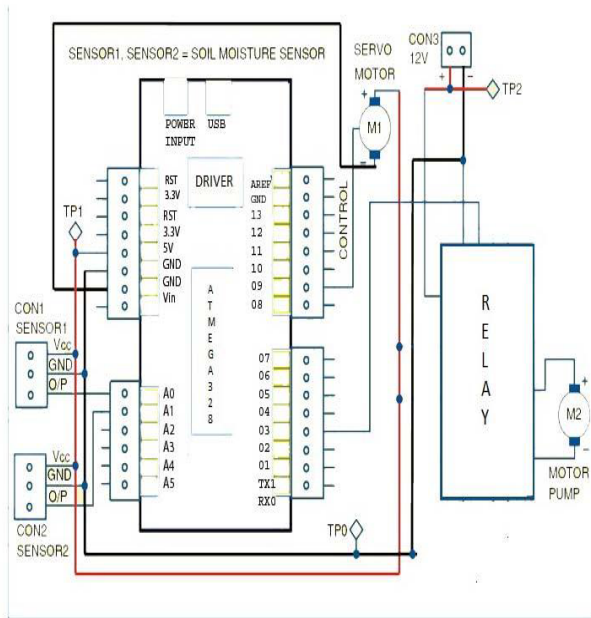 SENSOR1, SENSOR2 = SOIL MOISTURE SENSOR
SERVO
MOTOR
CON3
12V
+
-
TP2
+
M1
-
POWER
INPUT
USB
DRIVER
TP1
RST
3.3V
RST
3.3V
5V
GND
GND
Vin
AREF
GND
13
12
11
10
09
08
CONTROL
ATMEGA328
CON1
SENSOR1
Vcc
GND
O/P
A0
A1
A2
A3
A4
A5
07
06
05
04
03
02
01
TX1
RX0
Vcc
GND
O/P
CON2
SENSOR2
TP0
RELAY
+
M2
-
MOTOR
PUMP